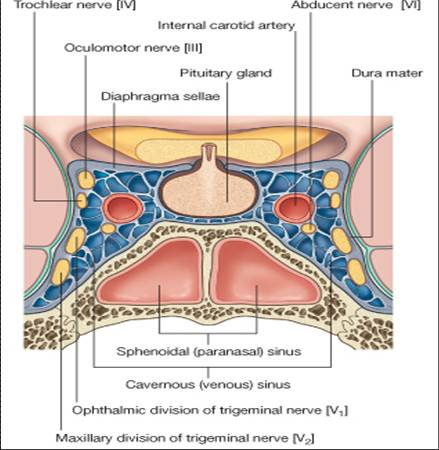 Trochlear nerve [IV]
Abducent nerve [VI]
Internal carotid artery
Oculomotor nerve [III]
Pituitary gland
Dura mater
Diaphragma sellae
Sphenoidal (paranasal) sinus
Cavernous (venous) sinus
Ophthalmic division of trigeminal nerve [V₁]
Maxillary division of trigeminal nerve [V₂]